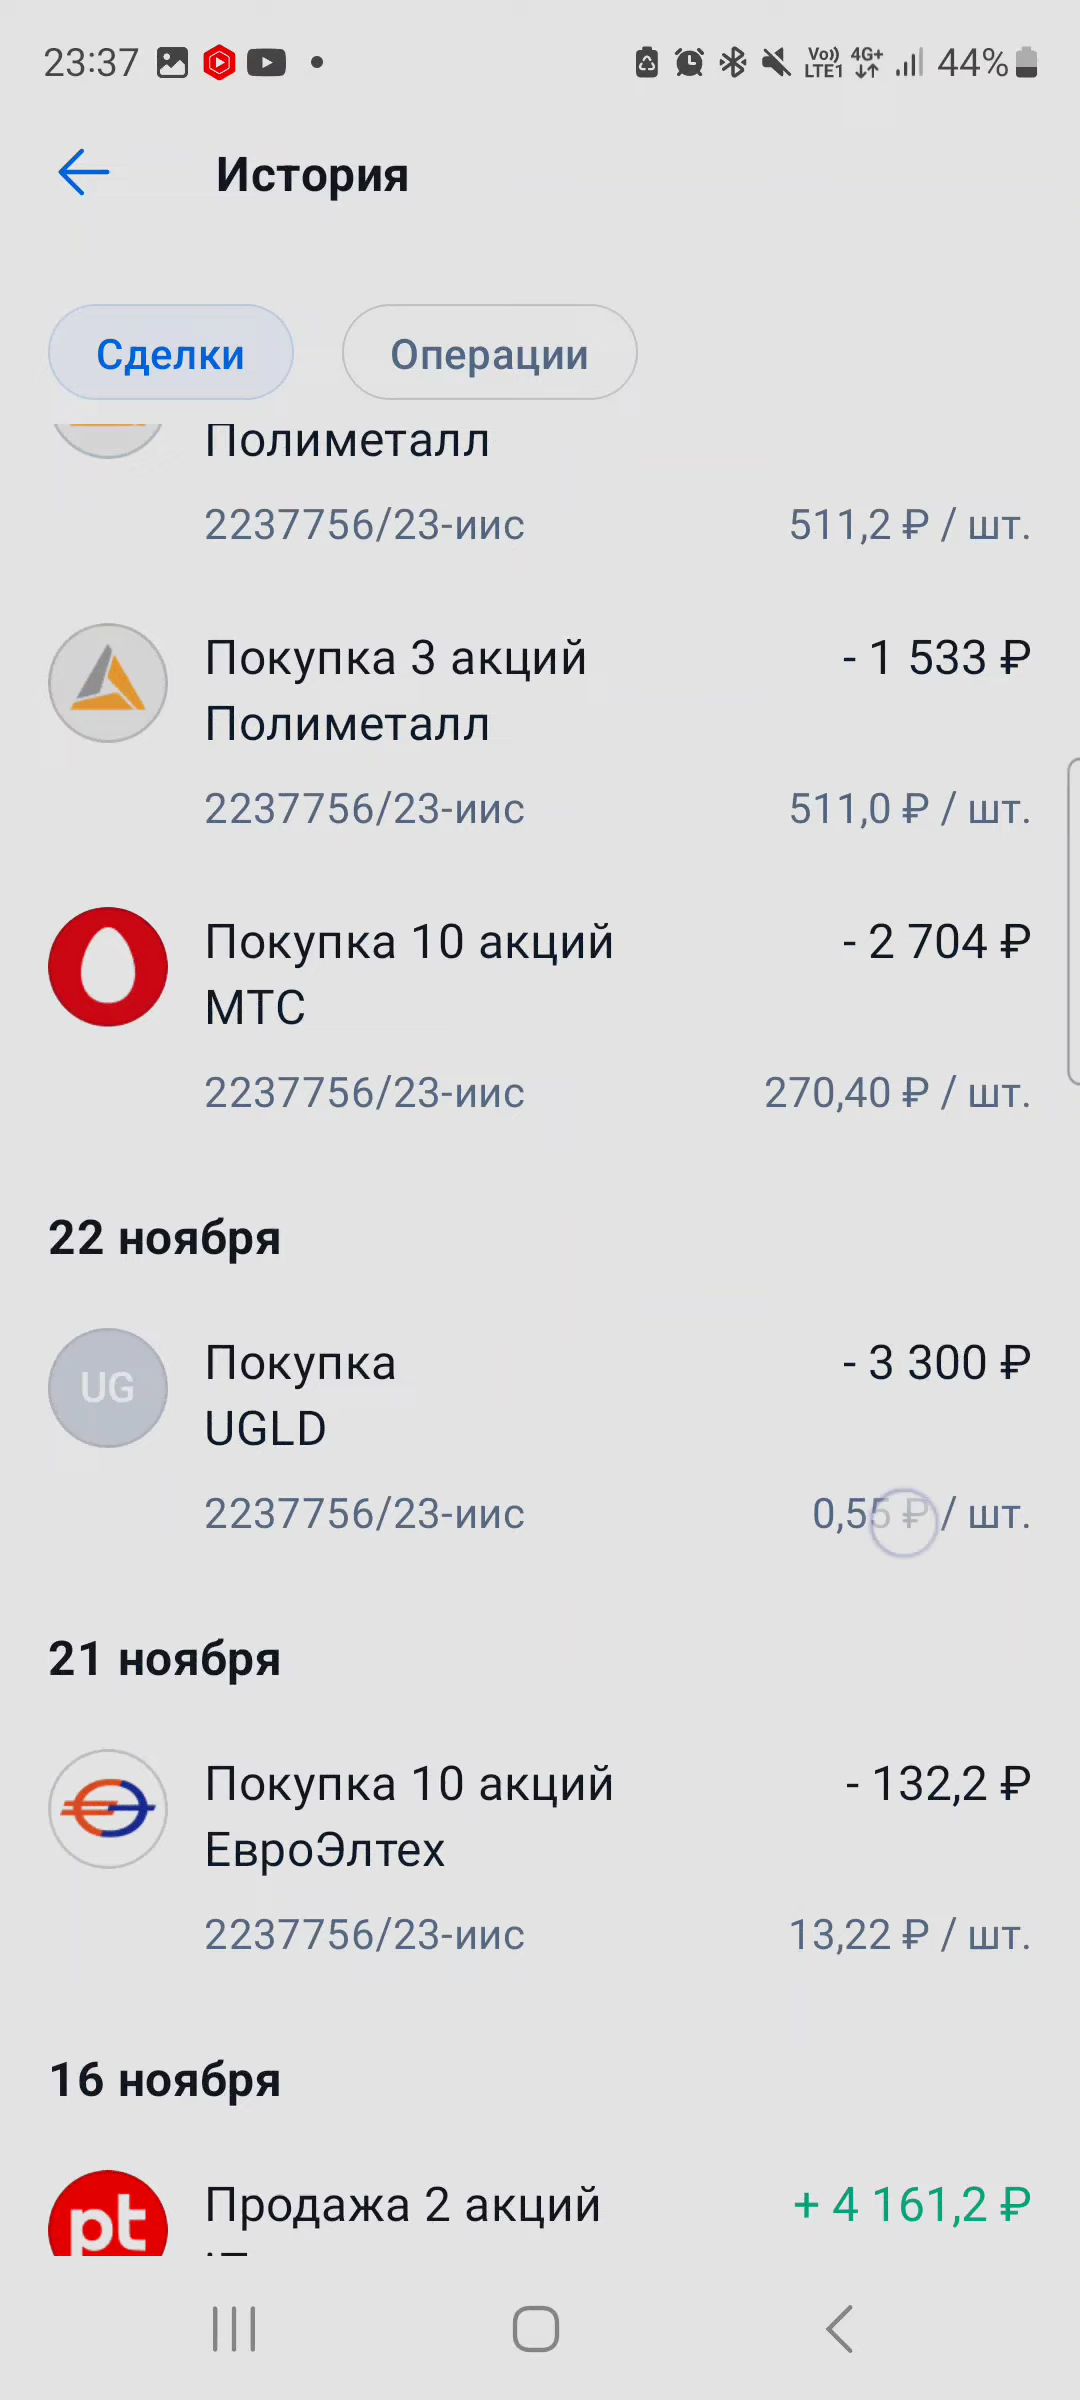 23:37 Vo)) LTE1 4G+ 44%
История
Сделки Операции
Полиметалл
2237756/23-иис 511,2 ₽ / шт.
Покупка 3 акций - 1 533 ₽
Полиметалл
2237756/23-иис 511,0 ₽ / шт.
Покупка 10 акций - 2 704 ₽
МТС
2237756/23-иис 270,40 ₽ / шт.
22 ноября
UG Покупка - 3 300 ₽
UGLD
2237756/23-иис 0,55 ₽ / шт.
21 ноября
Покупка 10 акций - 132,2 ₽
ЕвроЭлтех
2237756/23-иис 13,22 ₽ / шт.
16 ноября
pt Продажа 2 акций + 4 161,2 ₽